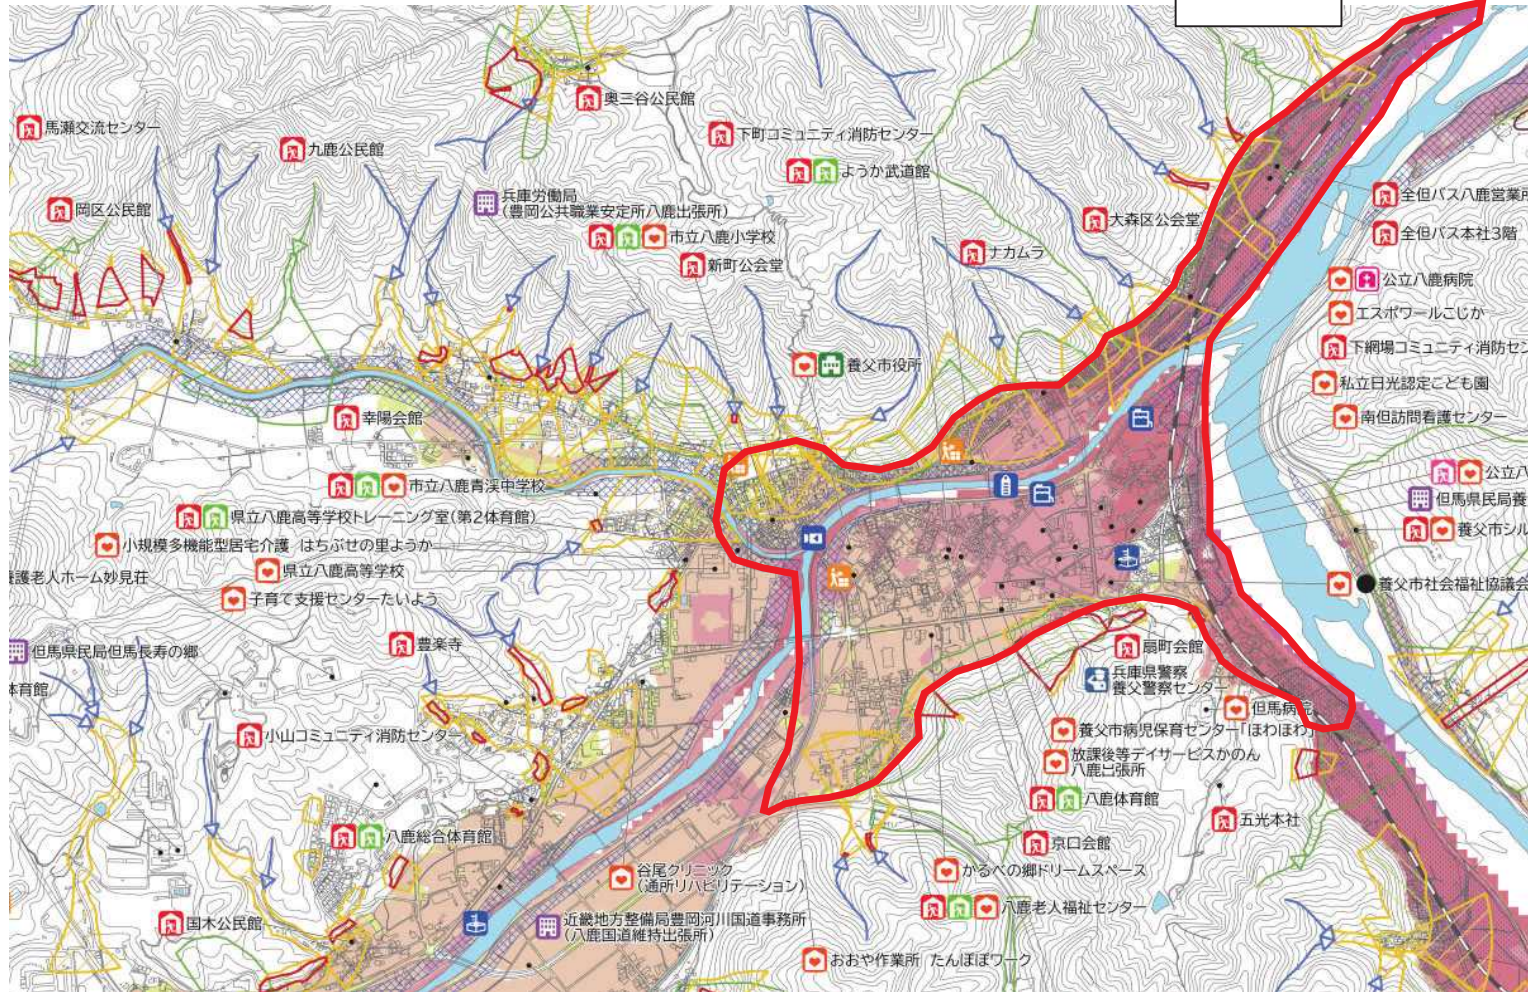 奥三谷公民館
馬瀬交流センター
下町コミュニティ消防センター
九鹿公民館
ようか武道館
兵庫労働局
(豊岡公共職業安定所八鹿出張所)
全但バス八鹿営業所
岡区公民館
大森区公会堂
市立八鹿小学校
全但バス本社3階
ナカムラ
新町公会堂
公立八鹿病院
エスポワールこじか
下網場コミュニティ消防セン
養父市役所
私立日光認定こども園
幸陽会館
南但訪問看護センター
公立八
市立八鹿青渓中学校
但馬県民局養
県立八鹿高等学校トレーニング室(第2体育館)
養父市シル
小規模多機能型居宅介護 はちぶせの里ようか
県立八鹿高等学校
護老人ホーム妙見荘
養父市社会福祉協議会
子育て支援センターたいよう
豊楽寺
扇町会館
但馬県民局但馬長寿の郷
兵庫県警察
養父警察センター
体育館
但馬病院
小山コミュニティ消防センター
養父市病児保育センター「ほわほわ」
放課後等デイサービスかのん
八鹿出張所
八鹿体育館
五光本社
八鹿総合体育館
京口会館
谷尾クリニック
(通所リハビリテーション)
かるべの郷ドリームスペース
八鹿老人福祉センター
国木公民館
近畿地方整備局豊岡河川国道事務所
(八鹿国道維持出張所)
おおや作業所 たんぽぽワーク